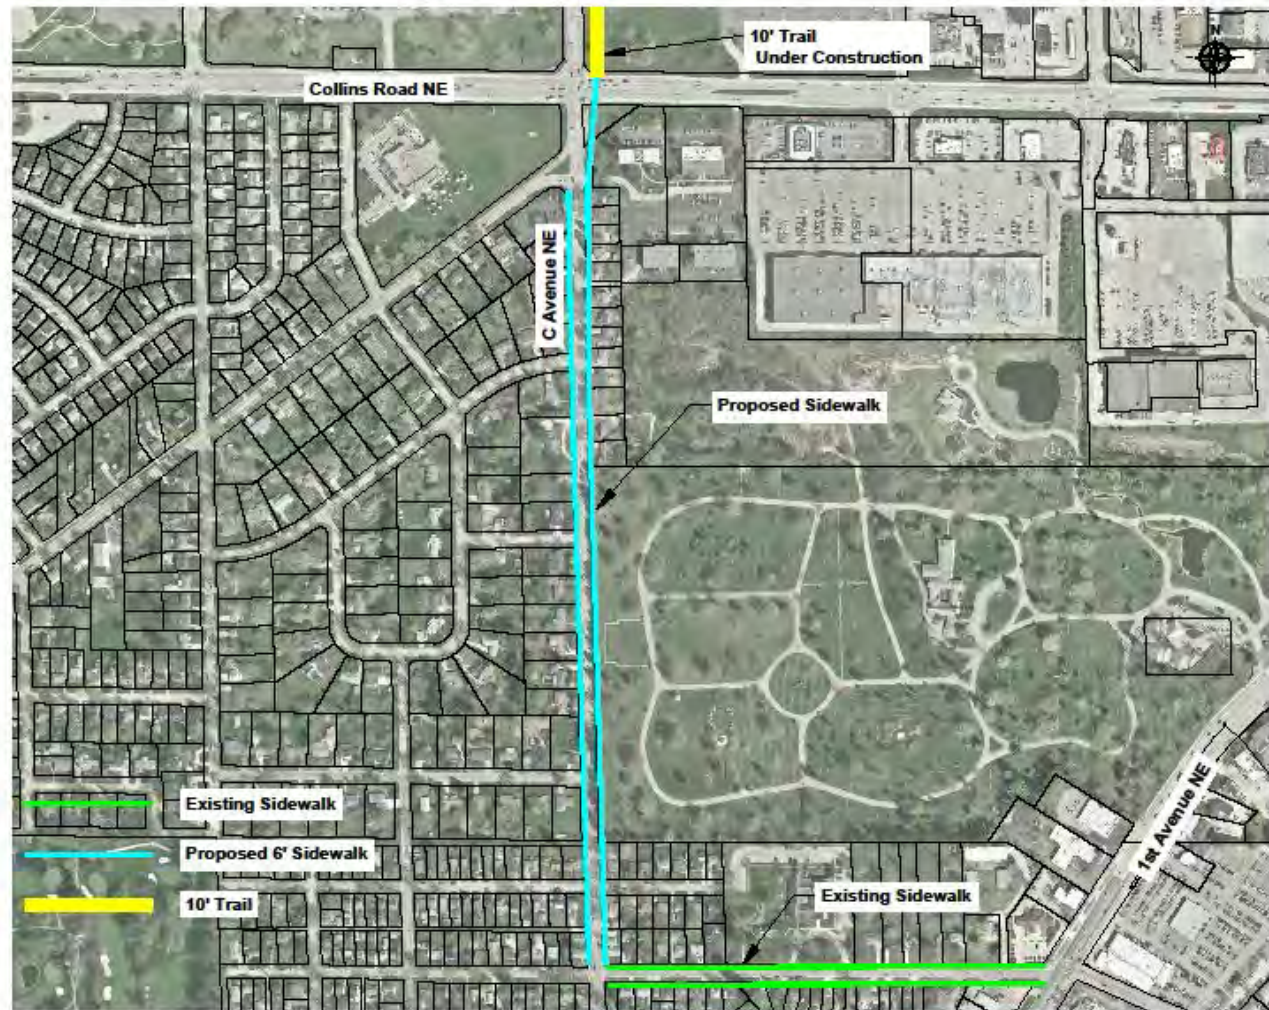 10' Trail
Under Construction
N
Collins Road NE
C Avenue NE
Proposed Sidewalk
1st Avenue NE
Existing Sidewalk
Proposed 6' Sidewalk
10' Trail
Existing Sidewalk